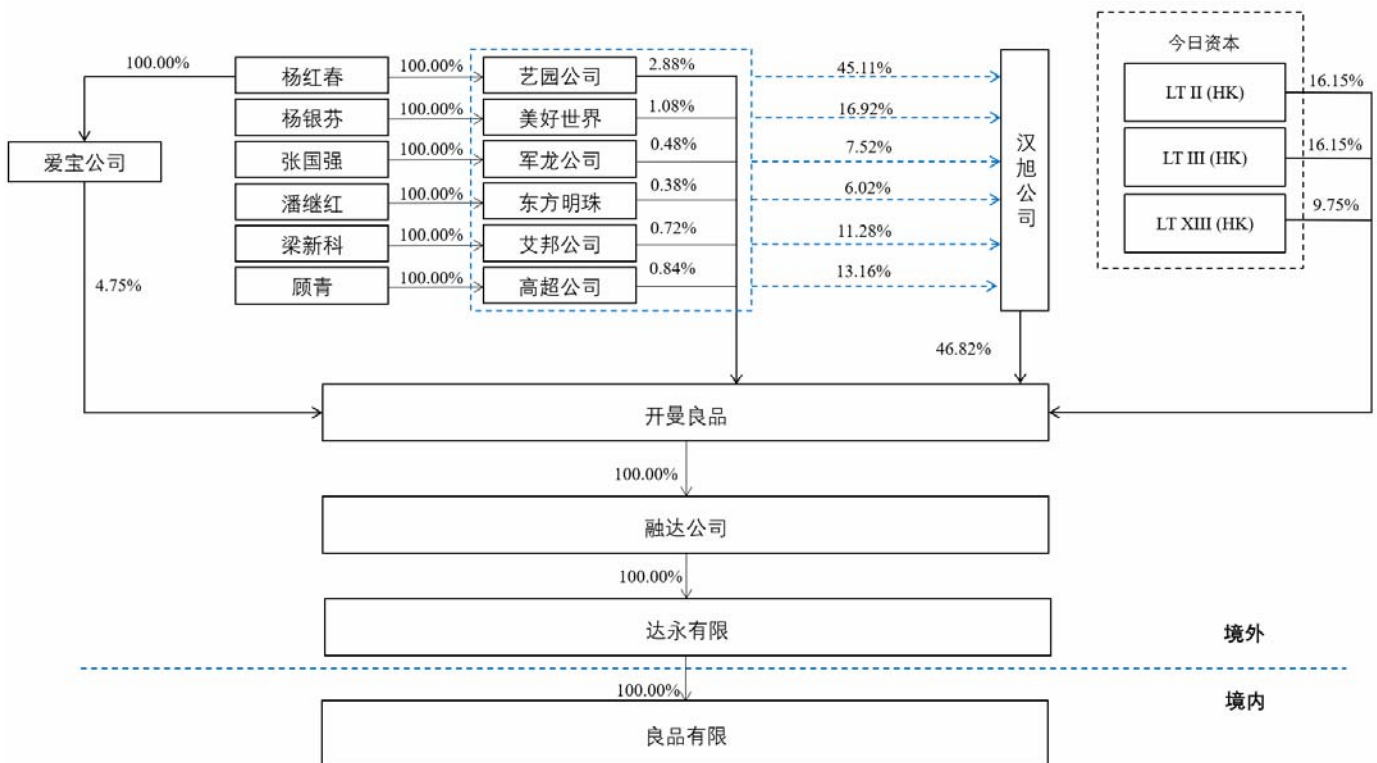 今日资本
100.00%
杨红春
100.00%
艺园公司
2.88%
45.11%
LT II (HK)
16.15%
杨银芬
100.00%
美好世界
1.08%
16.92%
爱宝公司
张国强
100.00%
军龙公司
0.48%
7.52%
汉旭公司
LT III (HK)
16.15%
潘继红
100.00%
东方明珠
0.38%
6.02%
LT XIII (HK)
9.75%
梁新科
100.00%
艾邦公司
0.72%
11.28%
4.75%
顾青
100.00%
高超公司
0.84%
13.16%
46.82%
开曼良品
100.00%
融达公司
100.00%
达永有限
境外
100.00%
境内
良品有限